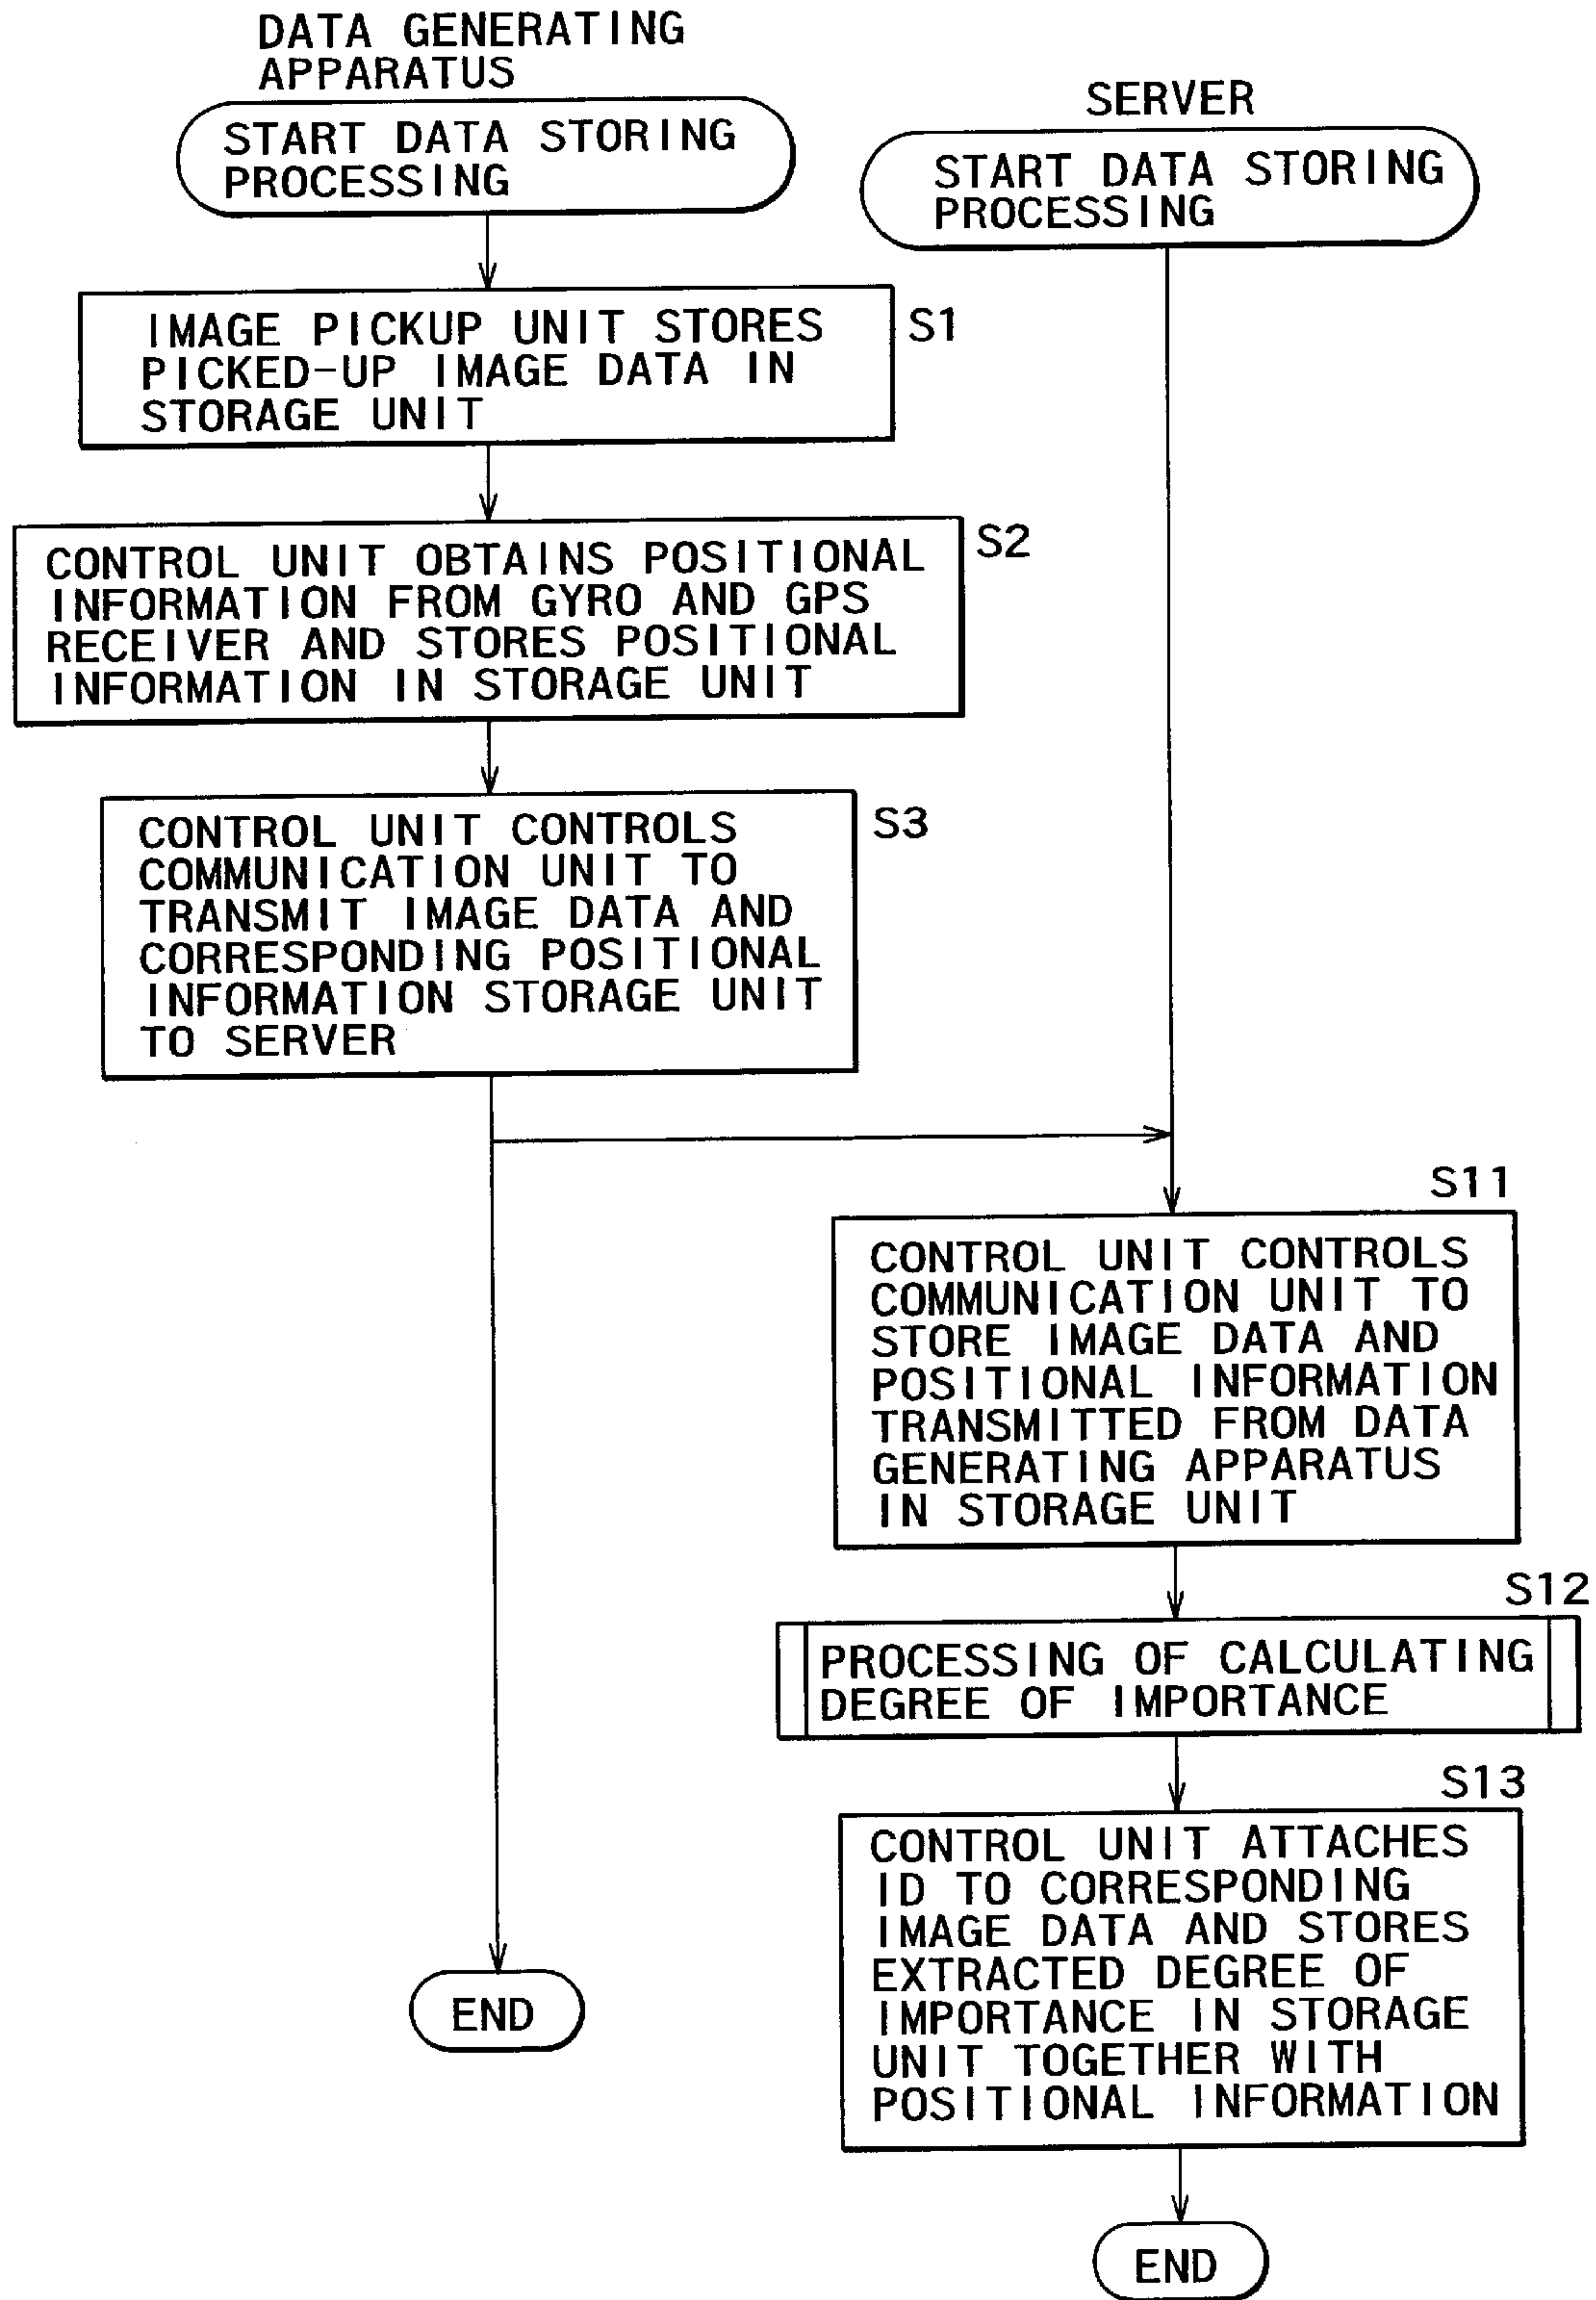 DATA GENERATING
APPARATUS
START DATA STORING
PROCESSING
IMAGE PICKUP UNIT STORES
PICKED-UP IMAGE DATA IN
STORAGE UNIT
S1
CONTROL UNIT OBTAINS POSITIONAL
INFORMATION FROM GYRO AND GPS
RECEIVER AND STORES POSITIONAL
INFORMATION IN STORAGE UNIT
S2
CONTROL UNIT CONTROLS
COMMUNICATION UNIT TO
TRANSMIT IMAGE DATA AND
CORRESPONDING POSITIONAL
INFORMATION STORAGE UNIT
TO SERVER
S3
END
SERVER
START DATA STORING
PROCESSING
S11
CONTROL UNIT CONTROLS
COMMUNICATION UNIT TO
STORE IMAGE DATA AND
POSITIONAL INFORMATION
TRANSMITTED FROM DATA
GENERATING APPARATUS
IN STORAGE UNIT
S12
PROCESSING OF CALCULATING
DEGREE OF IMPORTANCE
S13
CONTROL UNIT ATTACHES
ID TO CORRESPONDING
IMAGE DATA AND STORES
EXTRACTED DEGREE OF
IMPORTANCE IN STORAGE
UNIT TOGETHER WITH
POSITIONAL INFORMATION
END